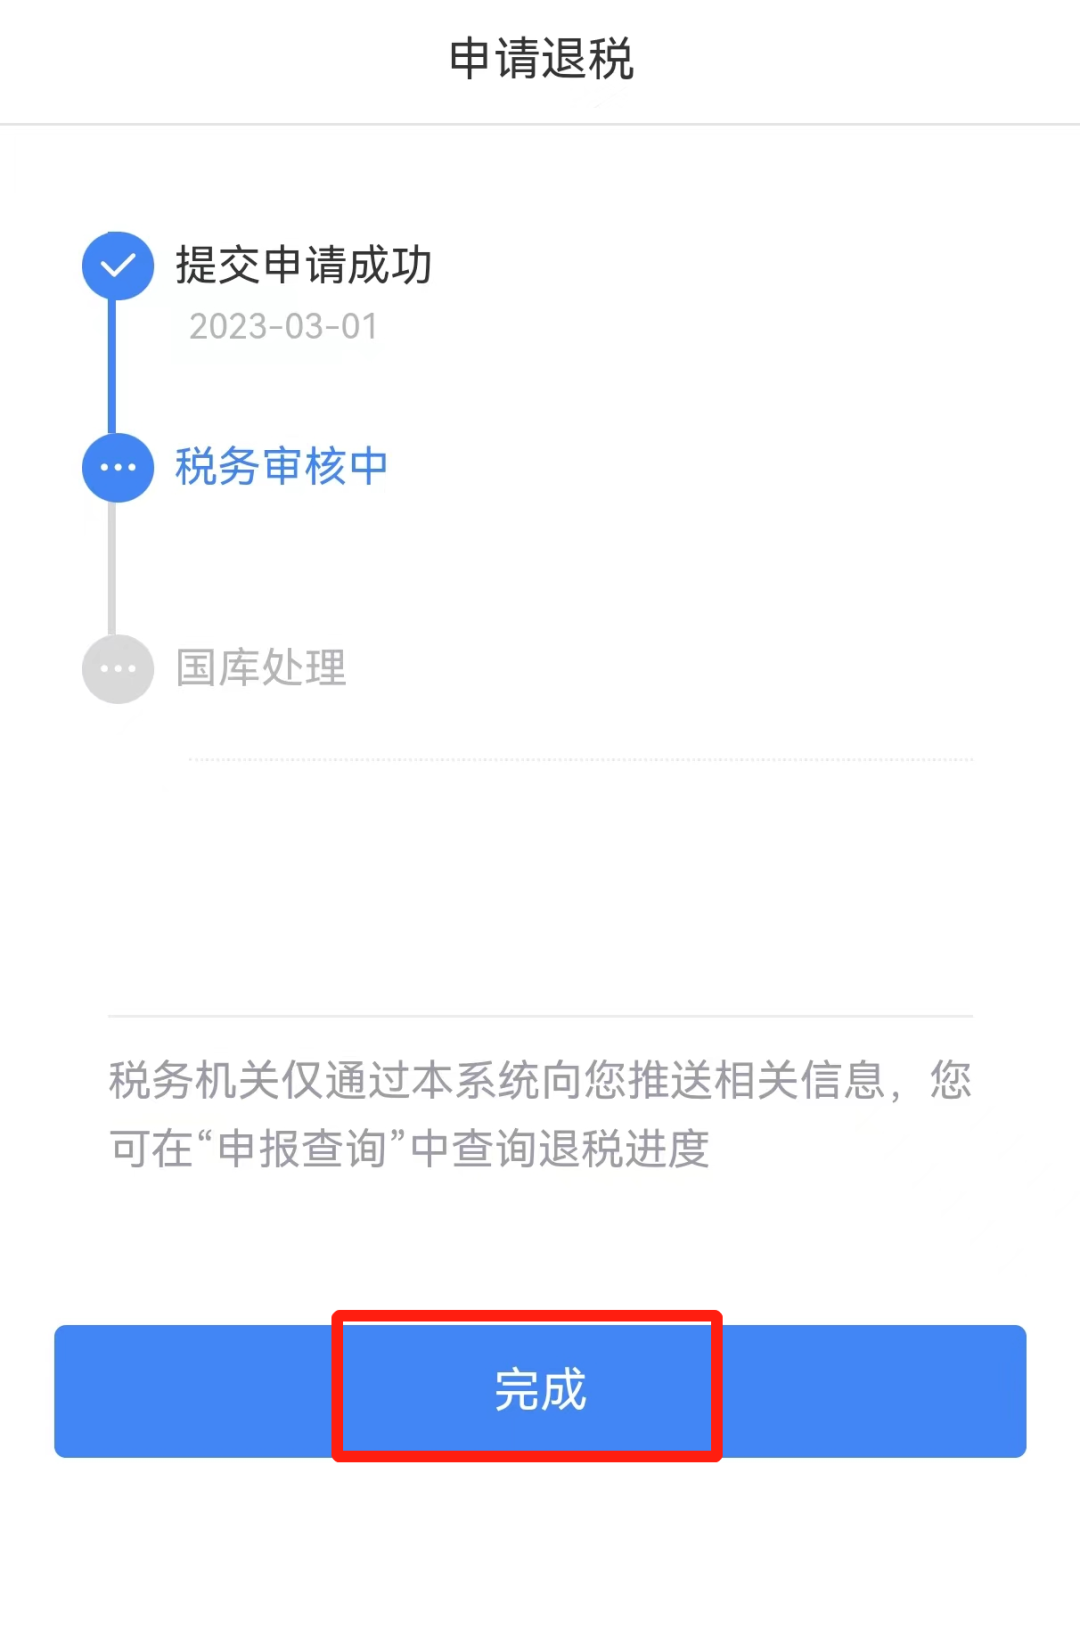 申请退税
提交申请成功
2023-03-01
税务审核中
国库处理
税务机关仅通过本系统向您推送相关信息，您
可在“申报查询”中查询退税进度
完成